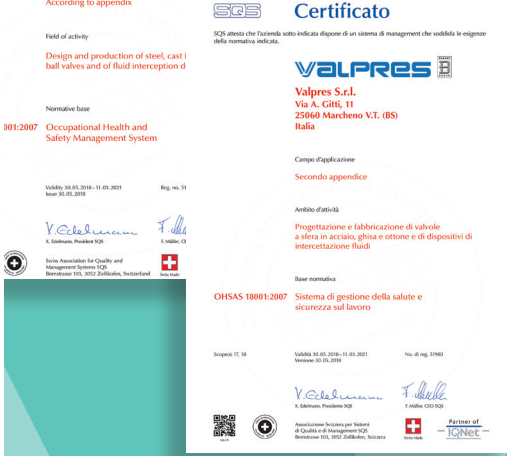 According to appendix
Field of activity
Design and production of steel, cast i
ball valves and of fluid interception d
Normative base
001:2007 Occupational Health and
Safety Management System
Validity 30.05.2018–11.03.2021 Reg. no. 51
Issue 30.05.2018
K. Edelmann, President SQS F. Müller, CE
Swiss Association for Quality and
Management Systems SQS
Bernstrasse 103, 3052 Zollikofen, Switzerland
Swiss Made
SQS
Certificato
SQS attesta che l'azienda sotto indicata dispone di un sistema di management che soddisfa le esigenze
della normativa indicata.
VALPRES
Valpres S.r.l.
Via A. Gitti, 11
25060 Marcheno V.T. (BS)
Italia
Campo d'applicazione
Secondo appendice
Ambito d'attività
Progettazione e fabbricazione di valvole
a sfera in acciaio, ghisa e ottone e di dispositivi di
intercettazione fluidi
Base normativa
OHSAS 18001:2007 Sistema di gestione della salute e
sicurezza sul lavoro
Scopeso 17, 18 Validità 30.05.2018–11.03.2021 No. di reg. 51983
Versione 30.05.2018
K. Edelmann, Presidente SQS F. Müller, CEO SQS
Associazione Svizzera per Sistemi
di Qualità e di Management SQS
Bernstrasse 103, 3052 Zollikofen, Svizzera
Swiss Made
Partner of
IQNet